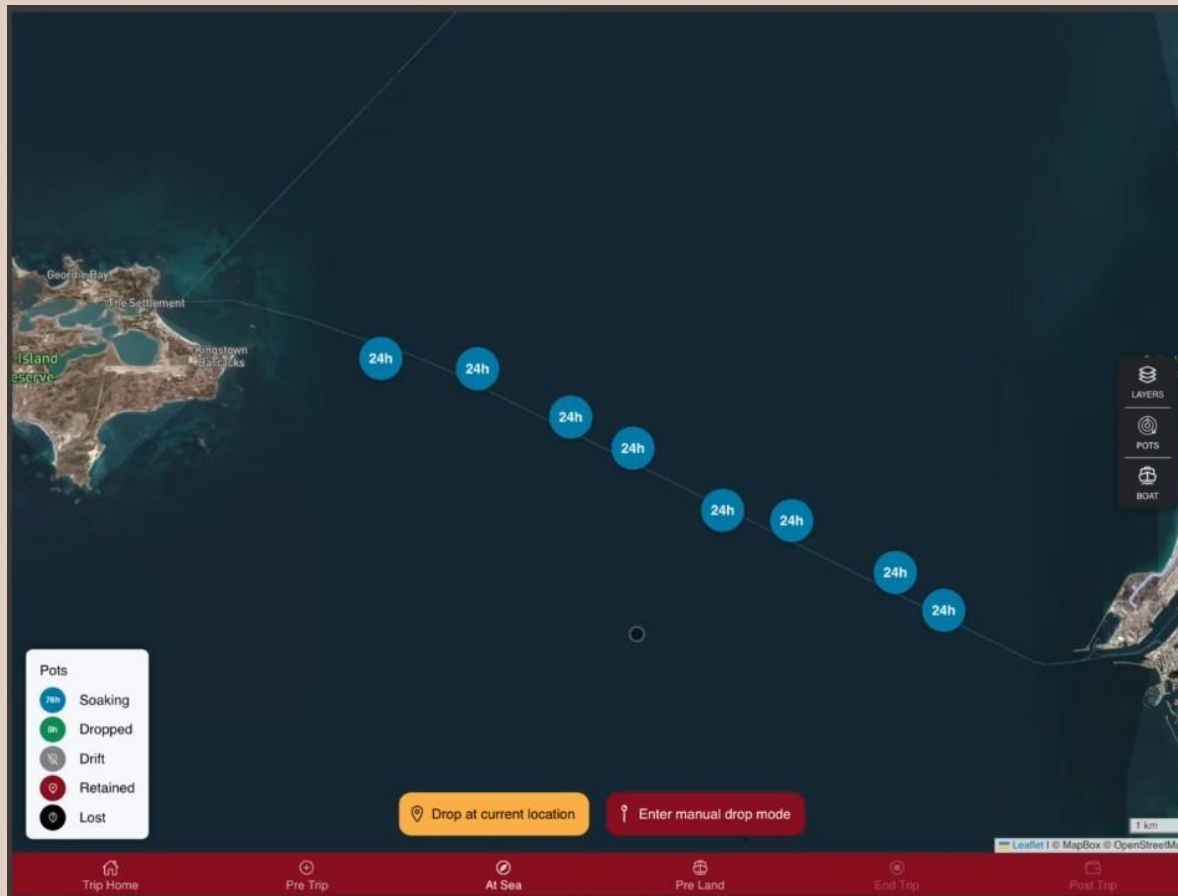 Geordie Bay
The Settlement
Kingstown
Barracks
Island
eserve
24h
24h
24h
24h
24h
24h
24h
24h
LAYERS
POTS
BOAT
Pots
76h Soaking
0h Dropped
Drift
Retained
Lost
Drop at current location
Enter manual drop mode
1 km
Leaflet | © MapBox © OpenStreetMa
Trip Home
Pre Trip
At Sea
Pre Land
End Trip
Post Trip